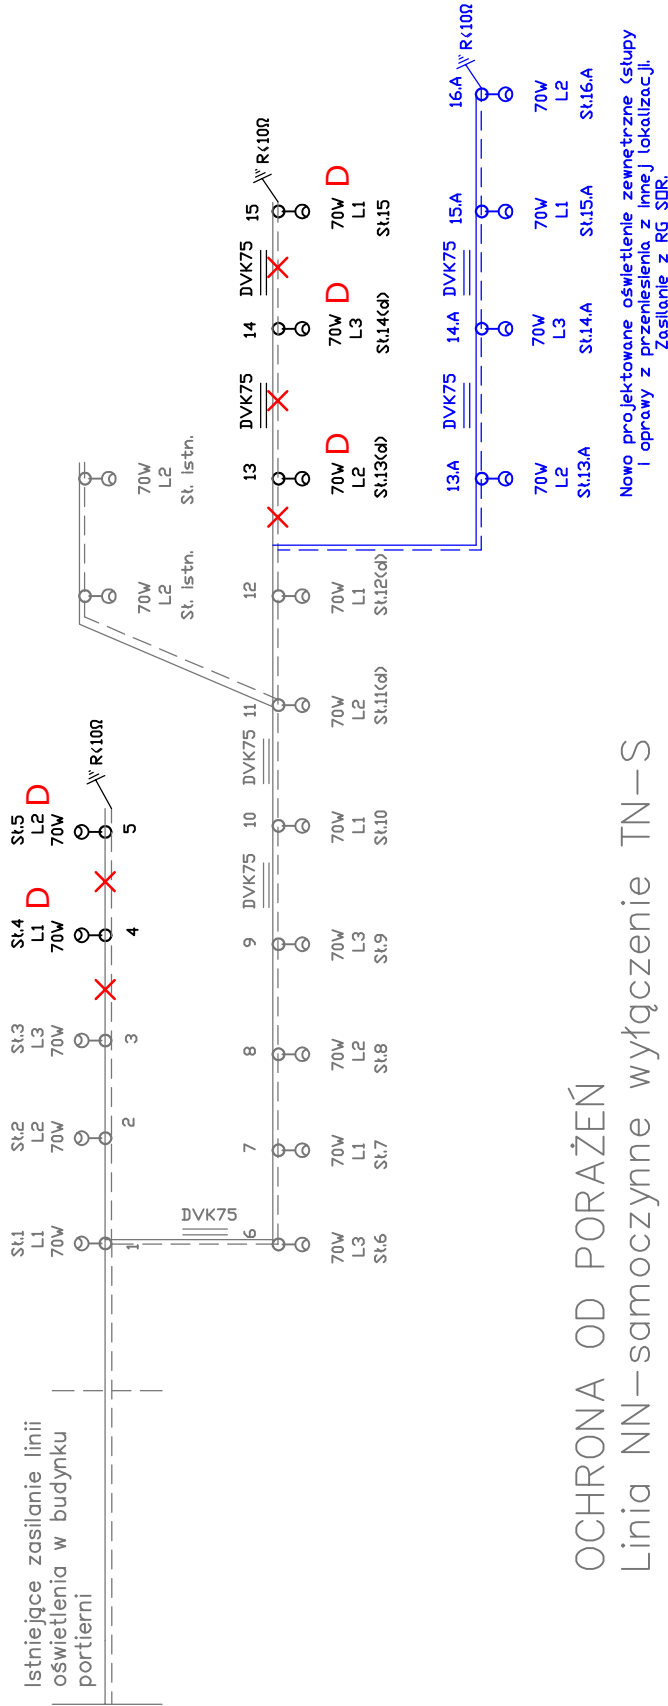 Istniejące zasilanie linii
oświetlenia w budynku
portierni
St.1
L1
70W
1
St.2
L2
70W
2
St.3
L3
70W
3
St.4
L1
70W
4
D
St.5
L2
70W
5
D
R<10Ω
DVK75
6
70W
L3
St.6
7
70W
L1
St.7
8
70W
L2
St.8
9
70W
L3
St.9
DVK75
10
70W
L1
St.10
DVK75
11
70W
L2
St.11(d)
12
70W
L1
St.12(d)
70W
L2
St. istn.
70W
L2
St. istn.
13
70W
L2
St.13(d)
D
DVK75
14
70W
L3
St.14(d)
D
DVK75
15
70W
L1
St.15
D
R<10Ω
13.A
70W
L2
St.13.A
DVK75
14.A
70W
L3
St.14.A
DVK75
15.A
70W
L1
St.15.A
16.A
70W
L2
St.16.A
R<10Ω
Nowo projektowane oświetlenie zewnętrzne (słupy
i oprawy z przeniesienia z innej lokalizacji.
Zasilanie z RG SOR.
OCHRONA OD PORAŻEŃ
Linia NN-samoczynne wyłączenie TN-S